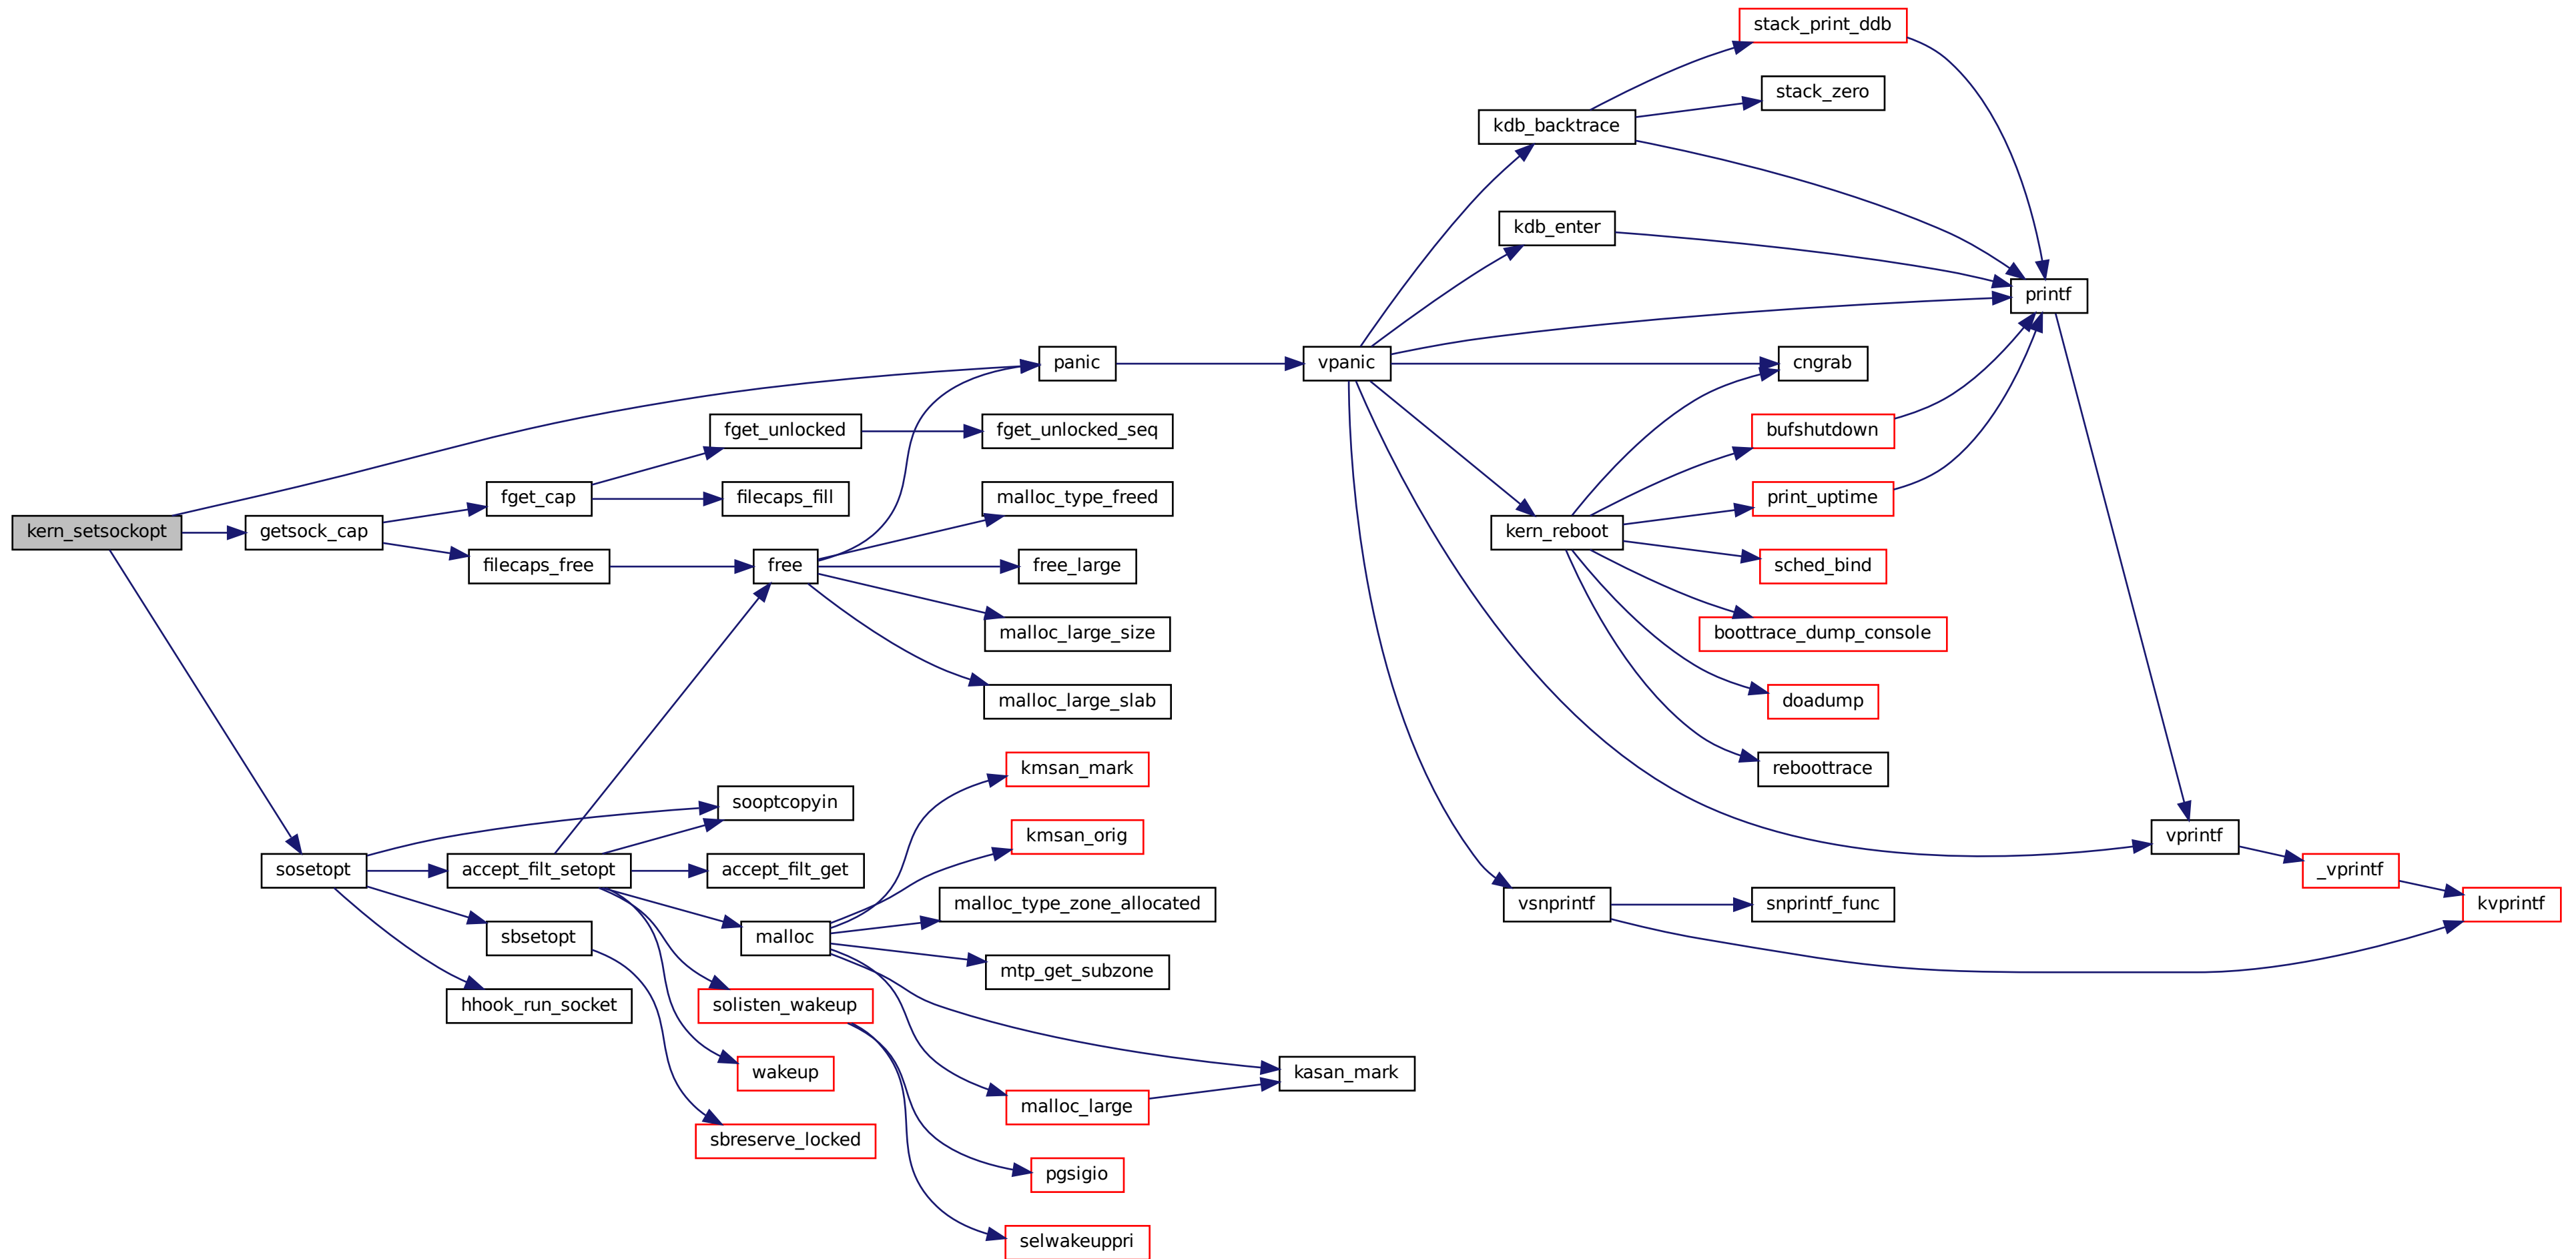 stack_print_ddb
stack_zero
kdb_backtrace
kdb_enter
printf
panic
vpanic
cngrab
fget_unlocked
fget_unlocked_seq
bufshutdown
fget_cap
filecaps_fill
malloc_type_freed
print_uptime
kern_setsockopt
getsock_cap
kern_reboot
filecaps_free
free
free_large
sched_bind
malloc_large_size
boottrace_dump_console
malloc_large_slab
doadump
kmsan_mark
reboottrace
sooptcopyin
kmsan_orig
vprintf
sosetopt
accept_filt_setopt
accept_filt_get
_vprintf
malloc_type_zone_allocated
vsnprintf
snprintf_func
kvprintf
sbsetopt
malloc
mtp_get_subzone
hhook_run_socket
solisten_wakeup
wakeup
kasan_mark
malloc_large
sbreserve_locked
pgsigio
selwakeuppri